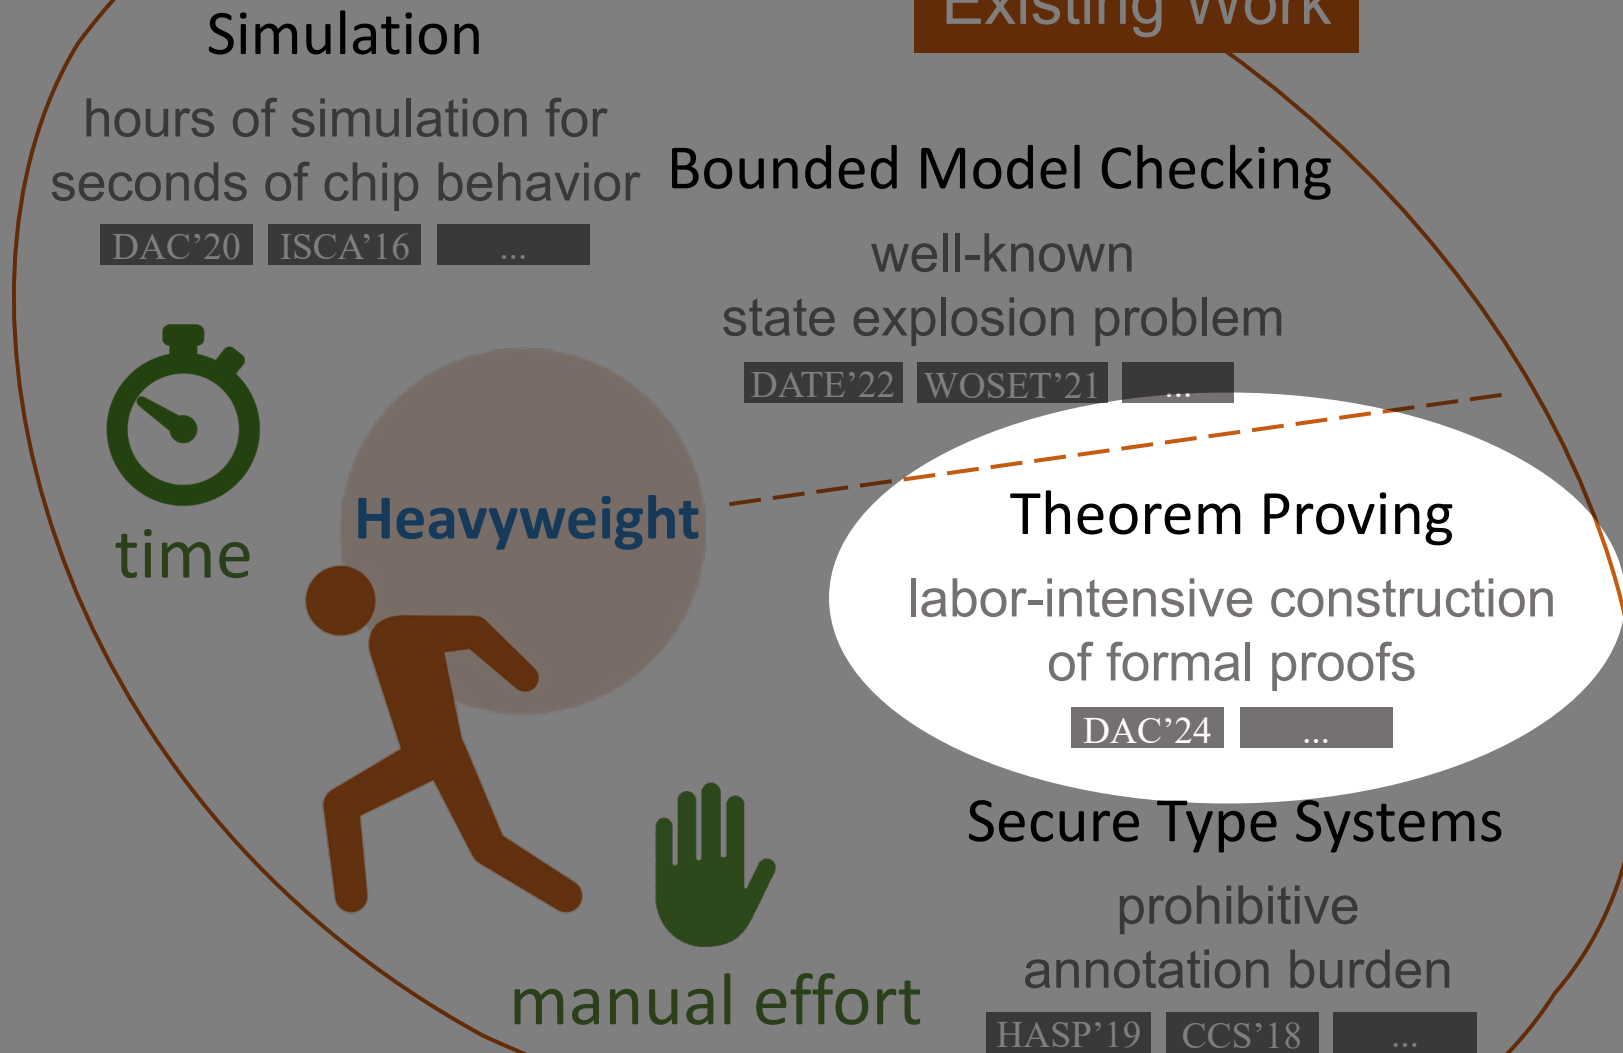 Existing Work
Simulation
hours of simulation for
seconds of chip behavior
DAC’20 ISCA’16 ...
Bounded Model Checking
well-known
state explosion problem
DATE’22 WOSET’21 ...
time
Heavyweight
Theorem Proving
labor-intensive construction
of formal proofs
DAC’24 ...
manual effort
Secure Type Systems
prohibitive
annotation burden
HASP’19 CCS’18 ...